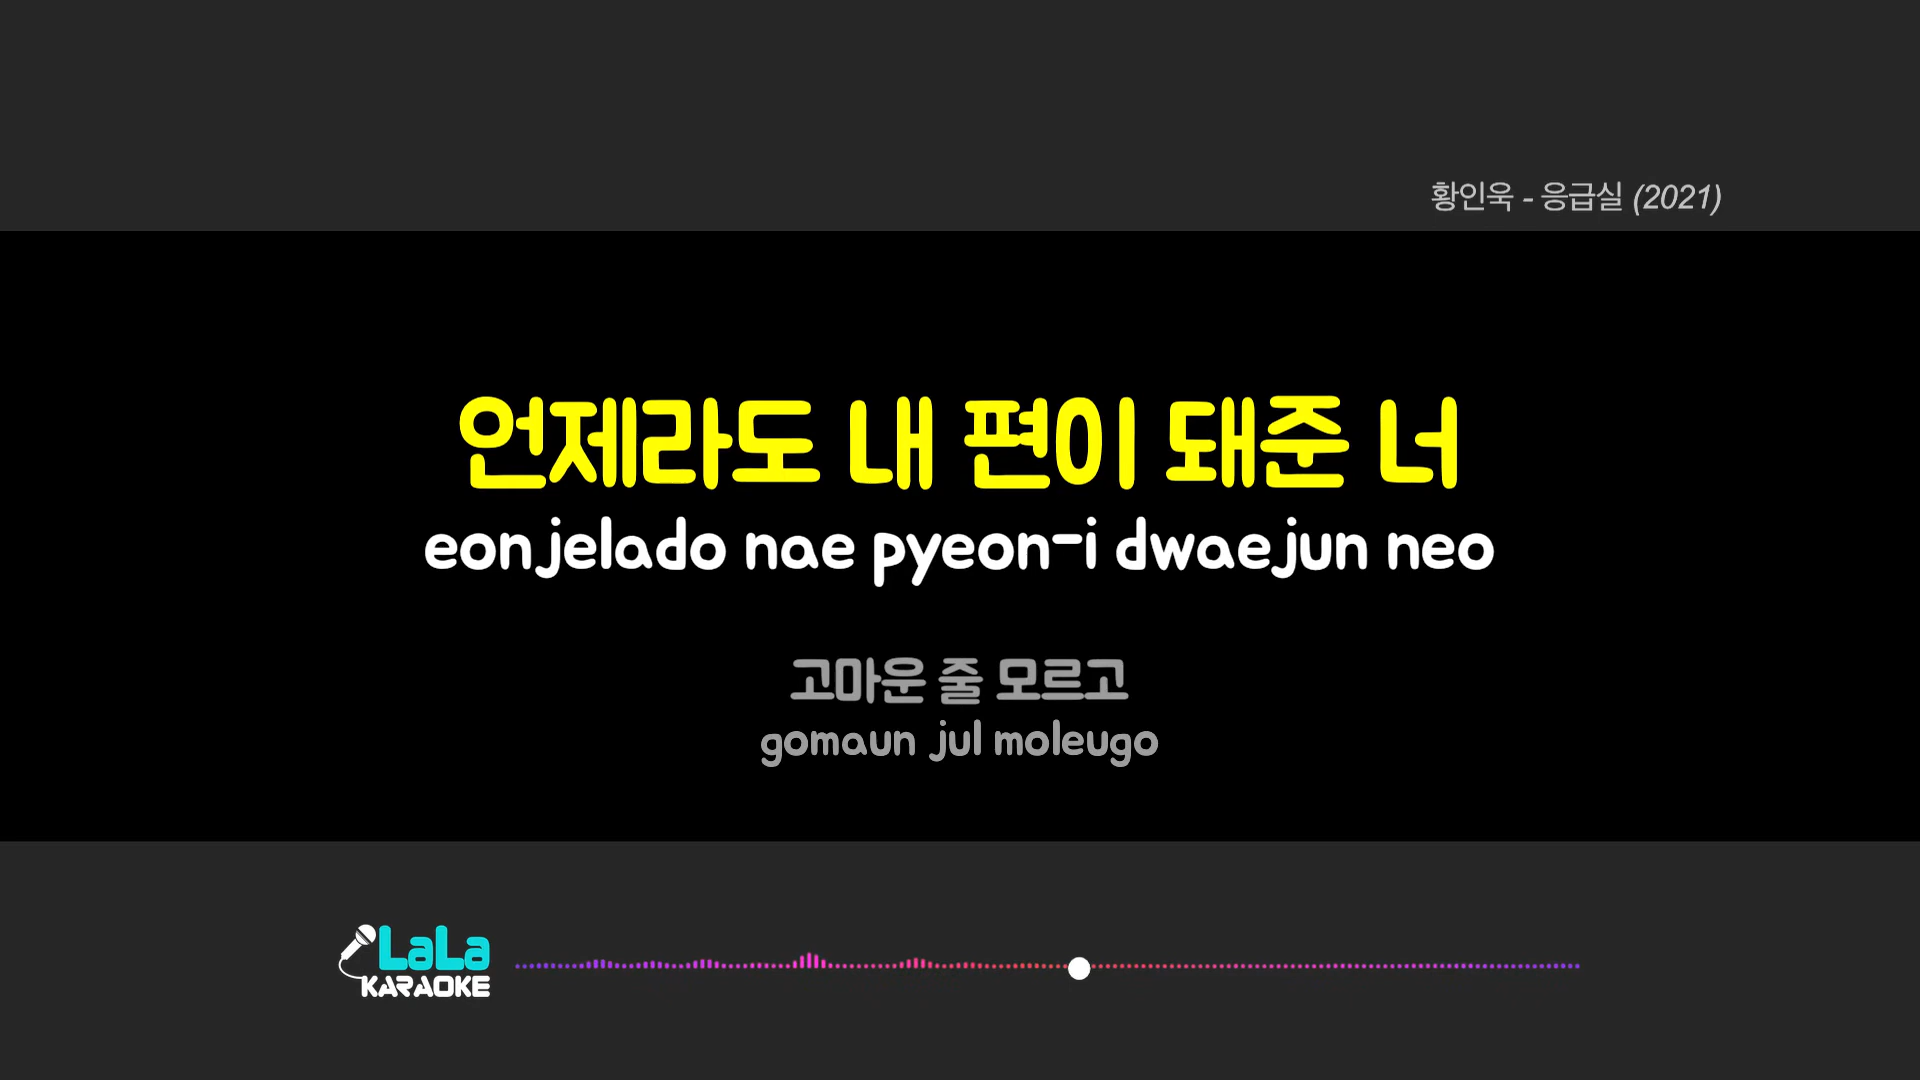 황인욱 - 응급실 (2021)
언제라도 내 편이 돼준 너
eonjelado nae pyeon-i dwaejun neo
고마운 줄 모르고
gomaun jul moleugo
LaLa
KARAOKE